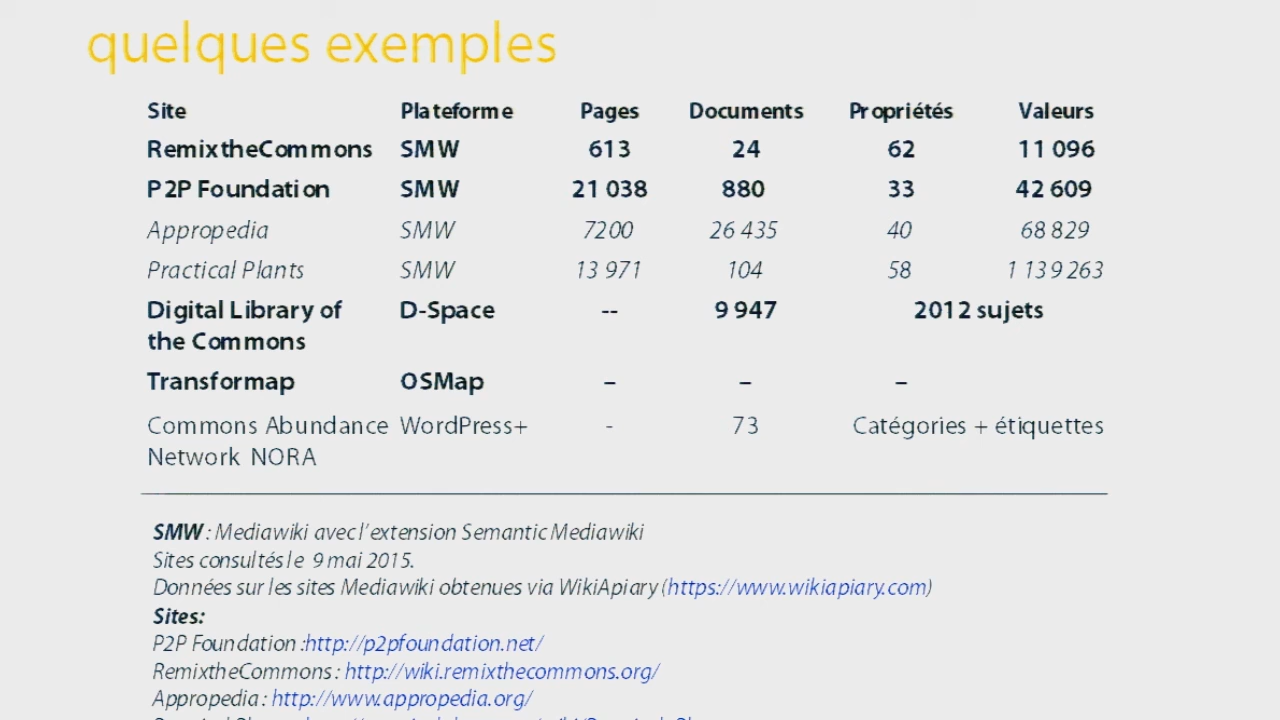 quelques exemples
Site Plateforme Pages Documents Propriétés Valeurs
RemixtheCommons SMW 613 24 62 11 096
P2P Foundation SMW 21 038 880 33 42 609
Appropedia SMW 7200 26 435 40 68 829
Practical Plants SMW 13 971 104 58 1 139 263
Digital Library of D-Space -- 9 947 2012 sujets
the Commons
Transformap OSMap – – –
Commons Abundance WordPress+ - 73 Catégories + étiquettes
Network NORA
SMW : Mediawiki avec l'extension Semantic Mediawiki
Sites consultés le 9 mai 2015.
Données sur les sites Mediawiki obtenues via WikiApiary (https://www.wikiapiary.com)
Sites:
P2P Foundation :http://p2pfoundation.net/
RemixtheCommons : http://wiki.remixthecommons.org/
Appropedia : http://www.appropedia.org/